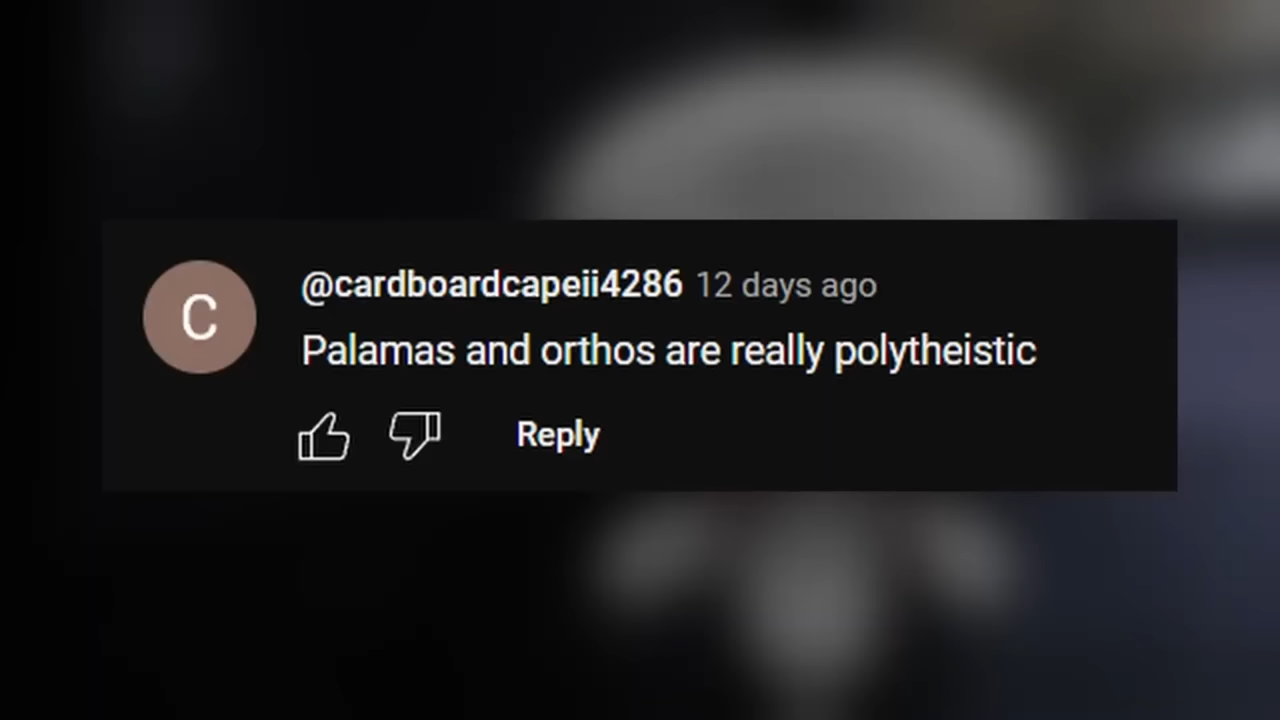 C
@cardboardcapeii4286 12 days ago
Palamas and orthos are really polytheistic
Reply